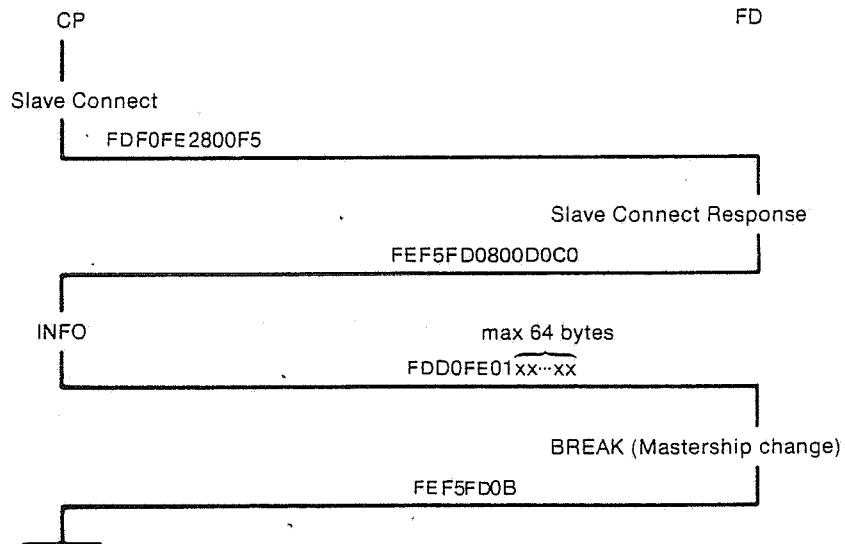 CP FD
Slave Connect
FDF0FE2800F5
Slave Connect Response
FEF5FD0800D0C0
INFO
max 64 bytes
FDD0FE01xx...xx
BREAK (Mastership change)
FEF5FD0B